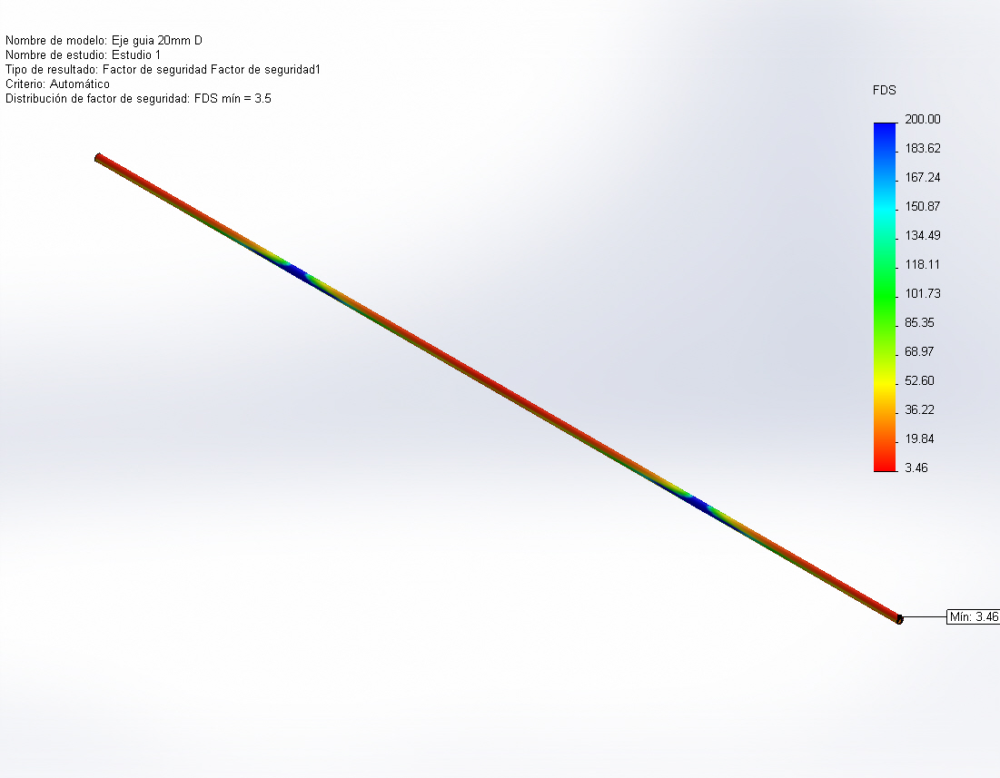 Nombre de modelo: Eje guia 20mm D
Nombre de estudio: Estudio 1
Tipo de resultado: Factor de seguridad Factor de seguridad1
Criterio: Automático
Distribución de factor de seguridad: FDS mín = 3.5
FDS
200.00
183.62
167.24
150.87
134.49
118.11
101.73
85.35
68.97
52.60
36.22
19.84
3.46
Mín: 3.46